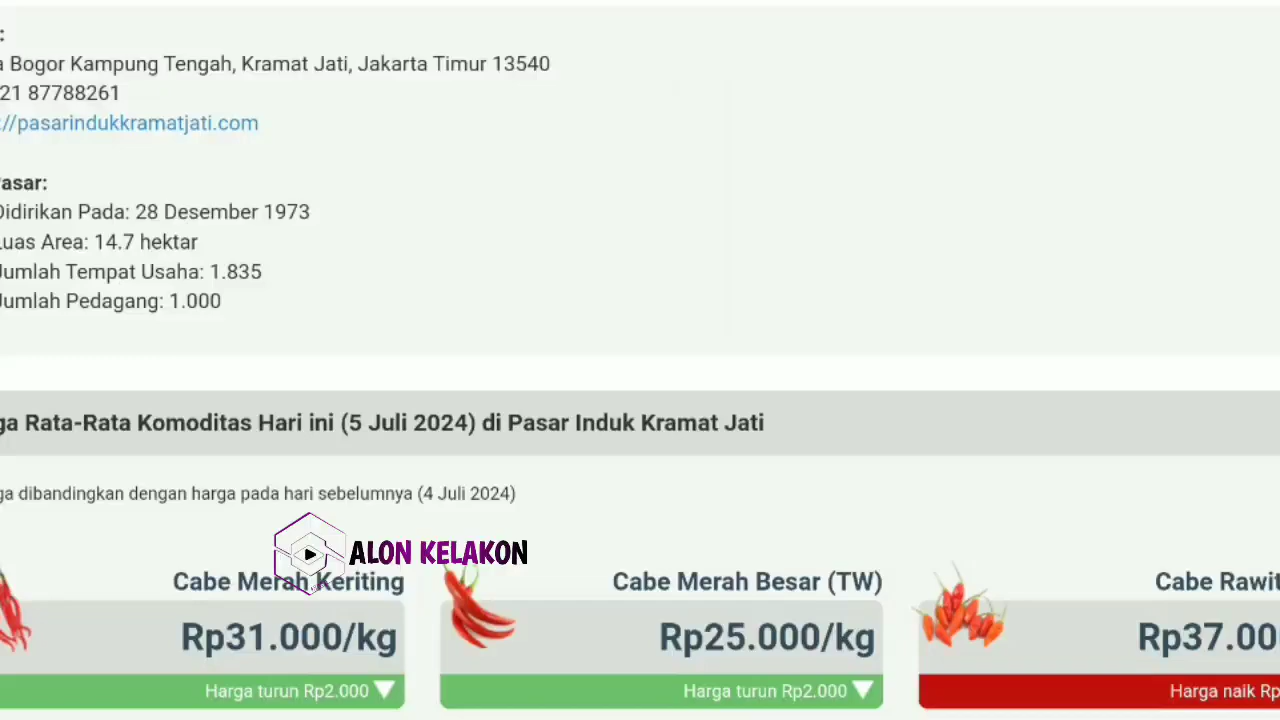 :
a Bogor Kampung Tengah, Kramat Jati, Jakarta Timur 13540
21 87788261
://pasarindukkramatjati.com
Pasar:
Didirikan Pada: 28 Desember 1973
Luas Area: 14.7 hektar
Jumlah Tempat Usaha: 1.835
Jumlah Pedagang: 1.000
ga Rata-Rata Komoditas Hari ini (5 Juli 2024) di Pasar Induk Kramat Jati
ga dibandingkan dengan harga pada hari sebelumnya (4 Juli 2024)
ALON KELAKON
Cabe Merah Keriting
Rp31.000/kg
Harga turun Rp2.000
Cabe Merah Besar (TW)
Rp25.000/kg
Harga turun Rp2.000
Cabe Rawit
Rp37.00
Harga naik Rp